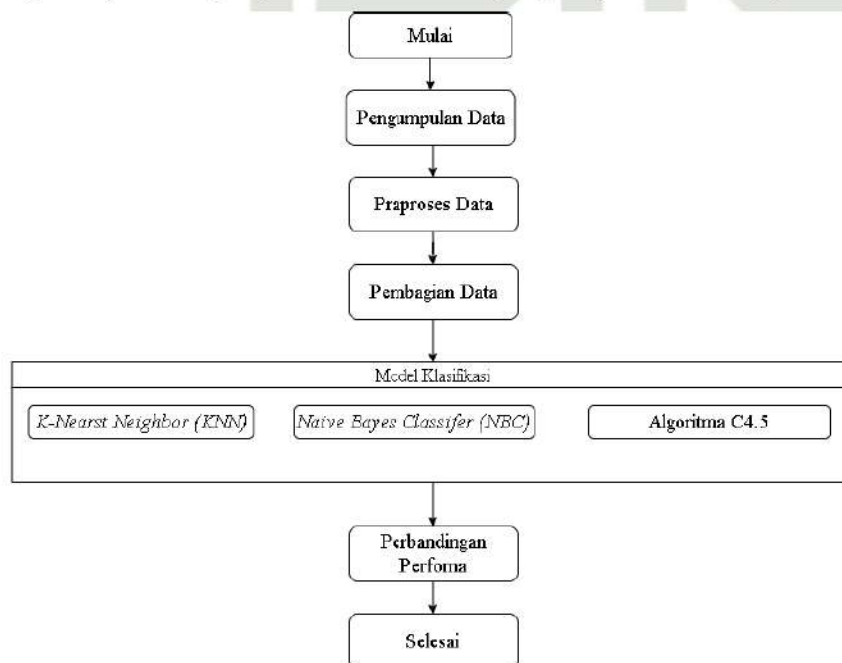 Mulai
Pengumpulan Data
Praproses Data
Pembagian Data
Model Klasifikasi
K-Nearst Neighbor (KNN)
Naive Bayes Classifer (NBC)
Algoritma C4.5
Perbandingan
Perfoma
Selesai